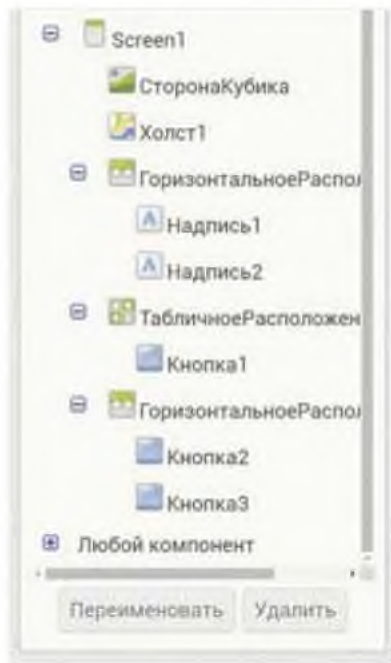 Screen1
СторонаКубика
Холст1
ГоризонтальноеРаспол
Надпись1
Надпись2
ТабличноеРасположен
Кнопка1
ГоризонтальноеРаспол
Кнопка2
Кнопка3
Любой компонент
Переименовать Удалить